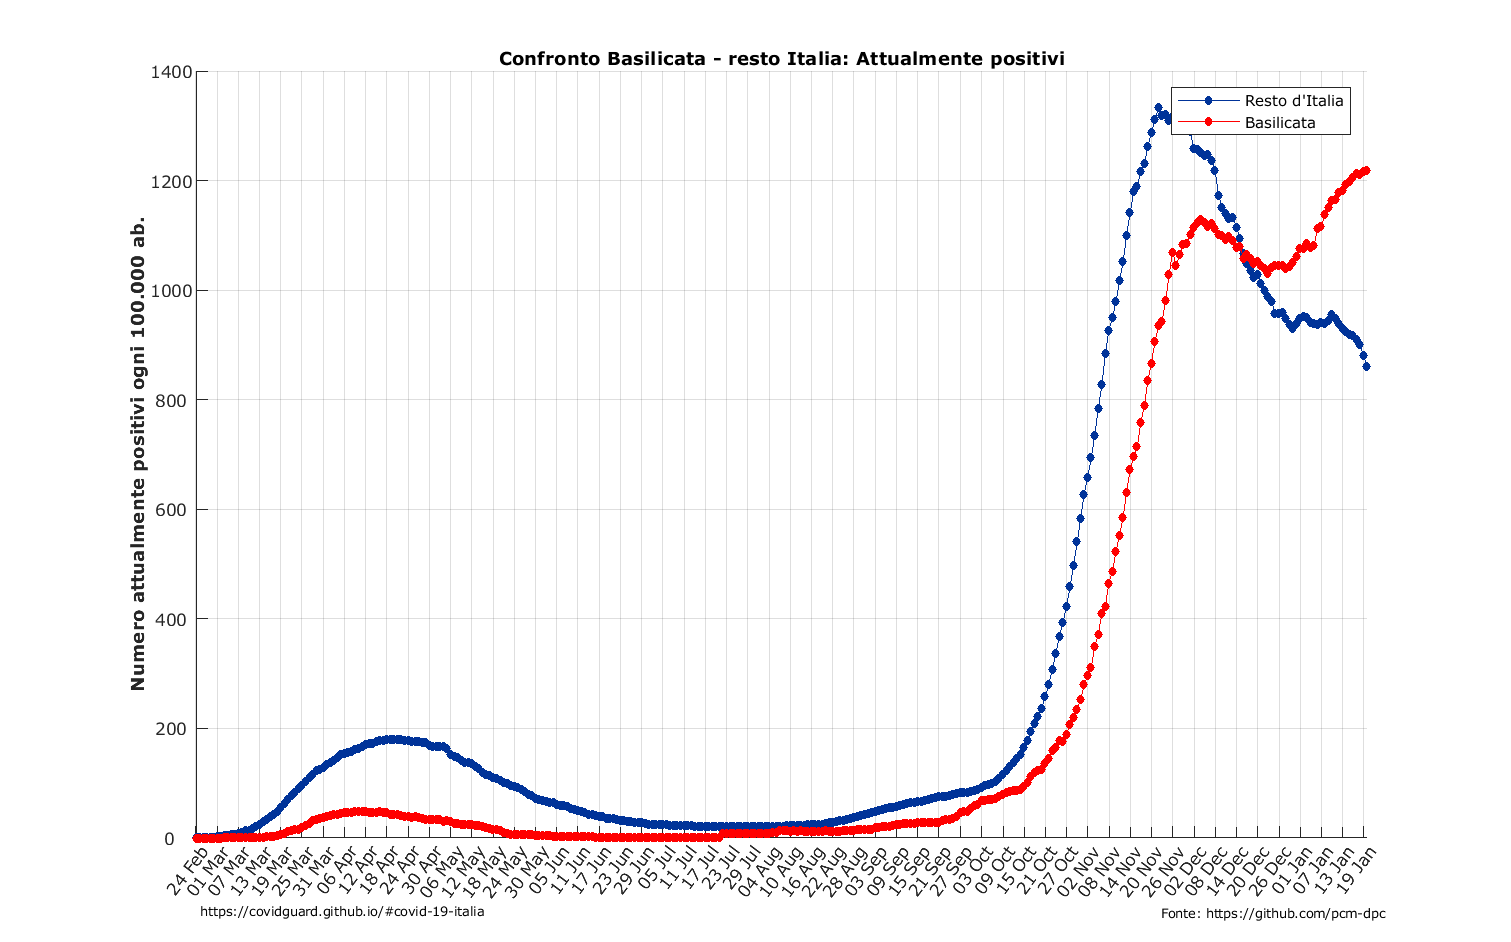 Confronto Basilicata - resto Italia: Attualmente positivi
Numero attualmente positivi ogni 100.000 ab.
1400
1200
1000
800
600
400
200
0
Resto d'Italia
Basilicata
24 Feb
01 Mar
07 Mar
13 Mar
19 Mar
25 Mar
31 Mar
06 Apr
12 Apr
18 Apr
24 Apr
30 Apr
06 May
12 May
18 May
24 May
30 May
05 Jun
11 Jun
17 Jun
23 Jun
29 Jun
05 Jul
11 Jul
17 Jul
23 Jul
29 Jul
04 Aug
10 Aug
16 Aug
22 Aug
28 Aug
03 Sep
09 Sep
15 Sep
21 Sep
27 Sep
03 Oct
09 Oct
15 Oct
21 Oct
27 Oct
02 Nov
08 Nov
14 Nov
20 Nov
26 Nov
02 Dec
08 Dec
14 Dec
20 Dec
26 Dec
01 Jan
07 Jan
13 Jan
19 Jan
https://covidguard.github.io/#covid-19-italia
Fonte: https://github.com/pcm-dpc